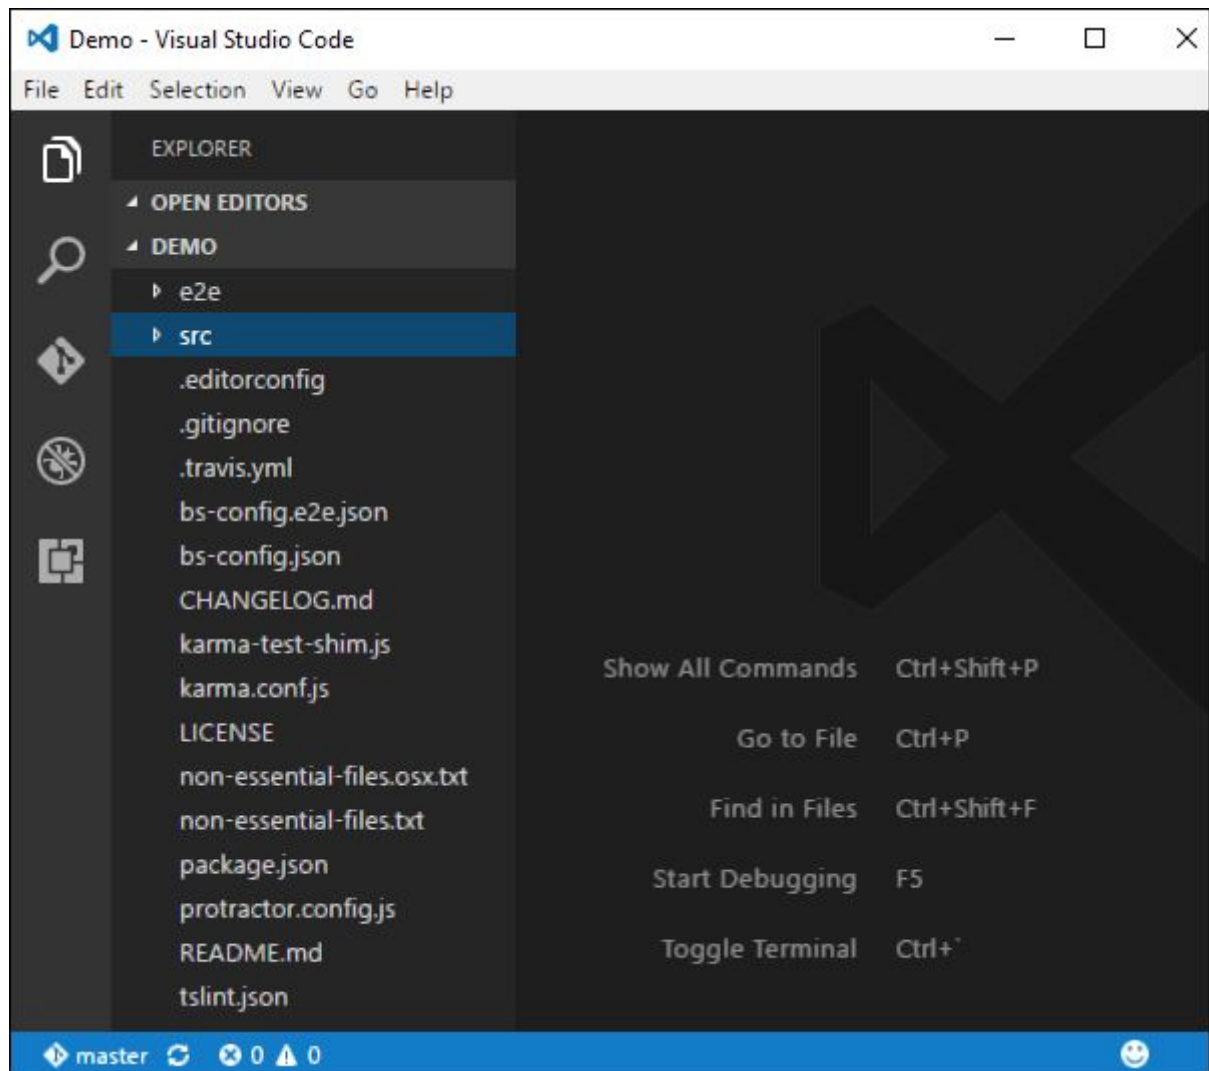 Demo - Visual Studio Code
File Edit Selection View Go Help
EXPLORER
OPEN EDITORS
DEMO
e2e
src
.editorconfig
.gitignore
.travis.yml
bs-config.e2e.json
bs-config.json
CHANGELOG.md
karma-test-shim.js
karma.conf.js
LICENSE
non-essential-files.osx.txt
non-essential-files.txt
package.json
protractor.config.js
README.md
tslint.json
Show All Commands Ctrl+Shift+P
Go to File Ctrl+P
Find in Files Ctrl+Shift+F
Start Debugging F5
Toggle Terminal Ctrl+`
master 0 0